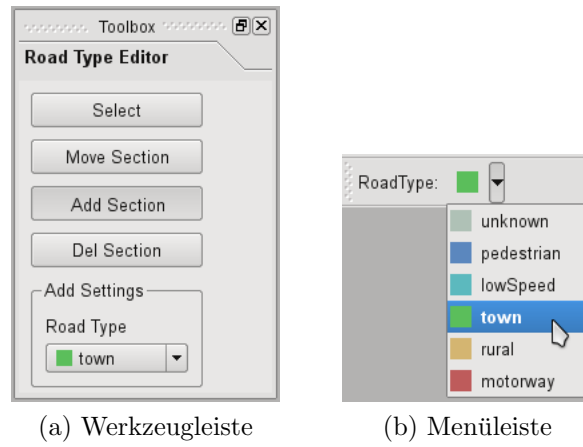 Toolbox
Road Type Editor
Select
Move Section
Add Section
Del Section
Add Settings
Road Type
town
(a) Werkzeugleiste
RoadType:
unknown
pedestrian
lowSpeed
town
rural
motorway
(b) Menüleiste